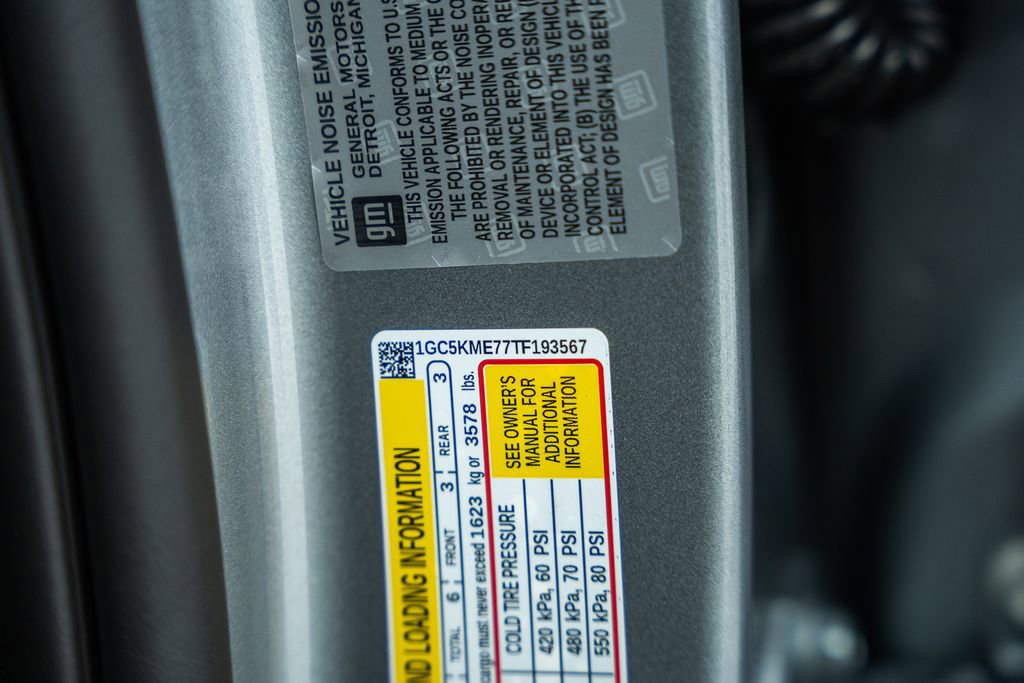 VEHICLE NOISE EMISSIO
GENERAL MOTORS
DETROIT, MICHIGAN
gm
THIS VEHICLE CONFORMS TO U.S
EMISSION APPLICABLE TO MEDIUM
THE FOLLOWING ACTS OR THE C
ARE PROHIBITED BY THE NOISE CO
REMOVAL OR RENDERING INOPERA
OF MAINTENANCE, REPAIR, OR REP
DEVICE OR ELEMENT OF DESIGN (
INCORPORATED INTO THIS VEHICL
CONTROL ACT; (B) THE USE OF TH
ELEMENT OF DESIGN HAS BEEN R
1GC5KME77TF193567
ND LOADING INFORMATION
TOTAL 6 FRONT 3 REAR 3
cargo must never exceed 1623 kg or 3578 lbs.
COLD TIRE PRESSURE
420 kPa, 60 PSI
480 kPa, 70 PSI
550 kPa, 80 PSI
SEE OWNER'S
MANUAL FOR
ADDITIONAL
INFORMATION